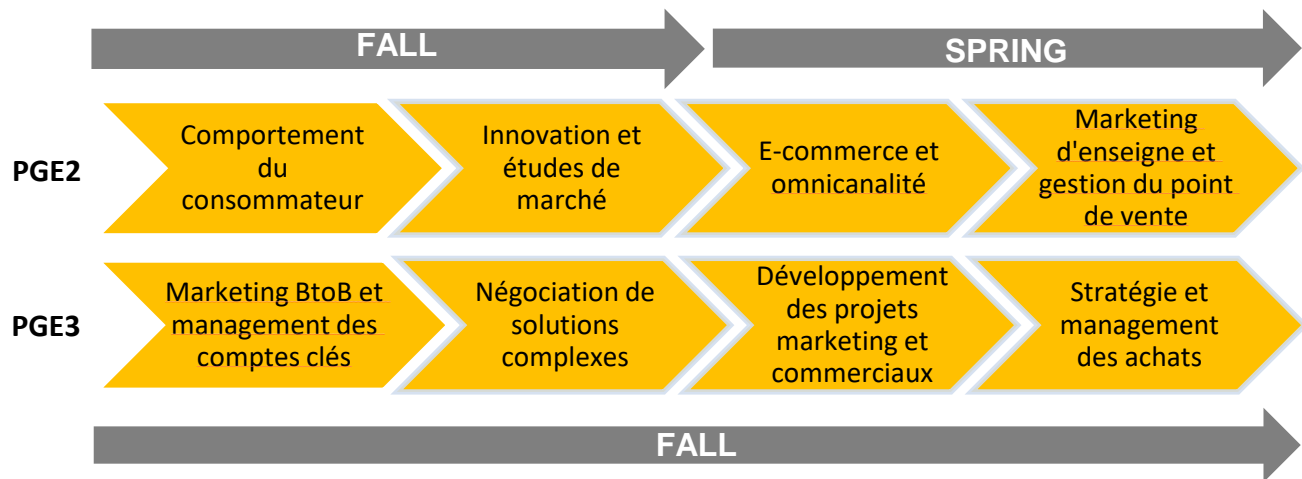 FALL
SPRING
PGE2
Comportement
du
consommateur
Innovation et
études de
marché
E-commerce et
omnicanalité
Marketing
d'enseigne et
gestion du point
de vente
PGE3
Marketing BtoB et
management des
comptes clés
Négociation de
solutions
complexes
Développement
des projets
marketing et
commerciaux
Stratégie et
management
des achats
FALL